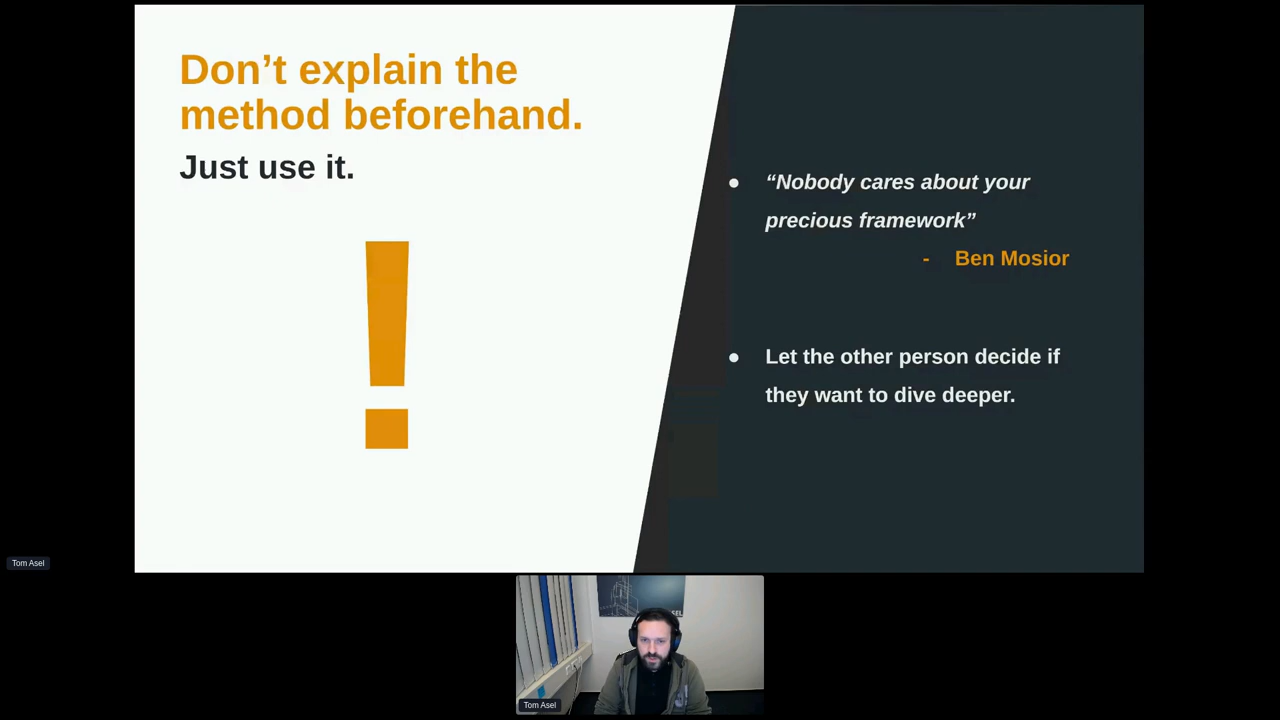 Don’t explain the
method beforehand.
Just use it.
!
● “Nobody cares about your
precious framework”
- Ben Mosior
● Let the other person decide if
they want to dive deeper.
Tom Asel
Tom Asel